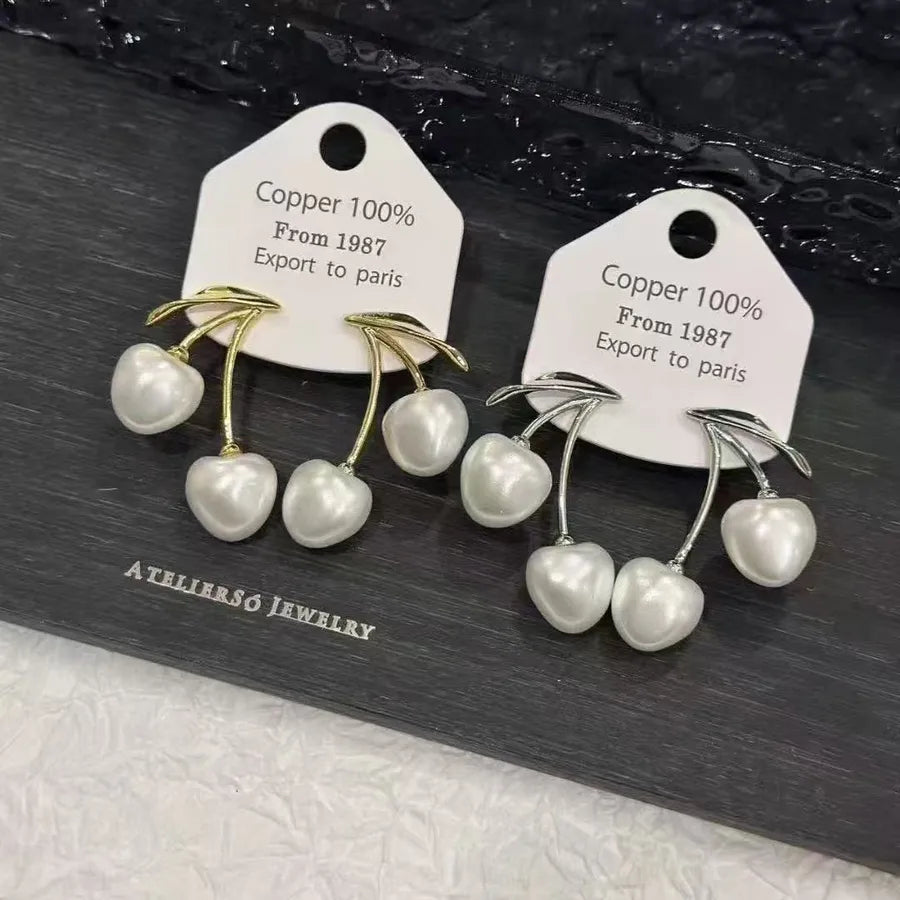 Copper 100%
From 1987
Export to paris
Copper 100%
From 1987
Export to paris
ATELIERSó JEWELRY